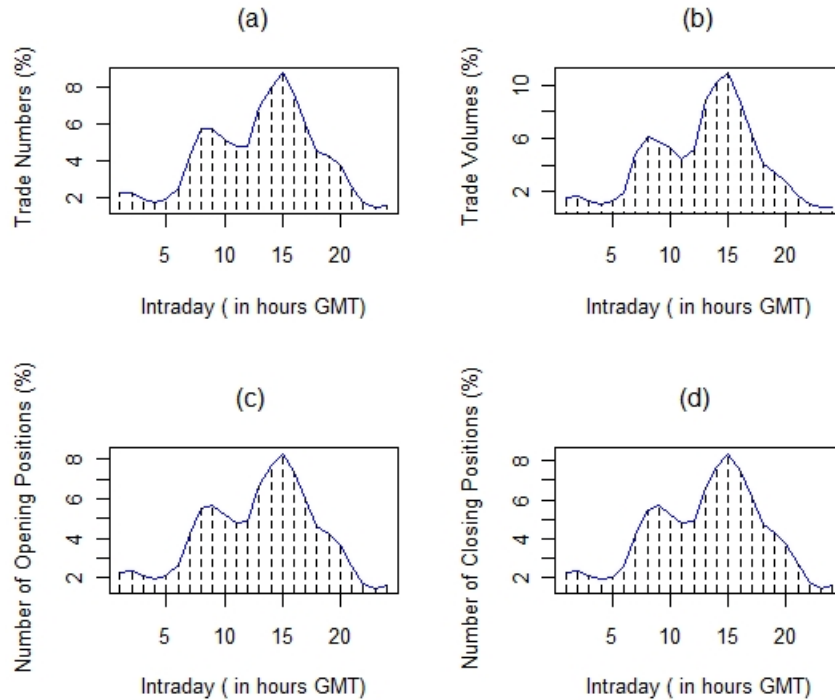 (a)
Trade Numbers (%)
8
6
4
2
5 10 15 20
Intraday ( in hours GMT)
(b)
Trade Volumes (%)
10
6
2
5 10 15 20
Intraday ( in hours GMT)
(c)
Number of Opening Positions (%)
8
6
4
2
5 10 15 20
Intraday ( in hours GMT)
(d)
Number of Closing Positions (%)
8
6
4
2
5 10 15 20
Intraday ( in hours GMT)